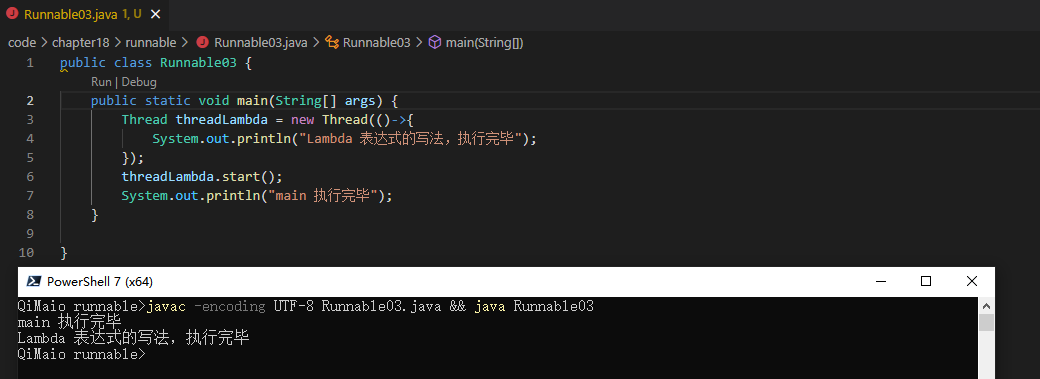 Runnable03.java 1, U
code > chapter18 > runnable > Runnable03.java > Runnable03 > main(String[])
1 public class Runnable03 {
Run | Debug
2 public static void main(String[] args) {
3 Thread threadLambda = new Thread(()->{
4 System.out.println("Lambda 表达式的写法，执行完毕");
5 });
6 threadLambda.start();
7 System.out.println("main 执行完毕");
8 }
9
10 }
PowerShell 7 (x64)
QiMaio runnable>javac -encoding UTF-8 Runnable03.java && java Runnable03
main 执行完毕
Lambda 表达式的写法，执行完毕
QiMaio runnable>